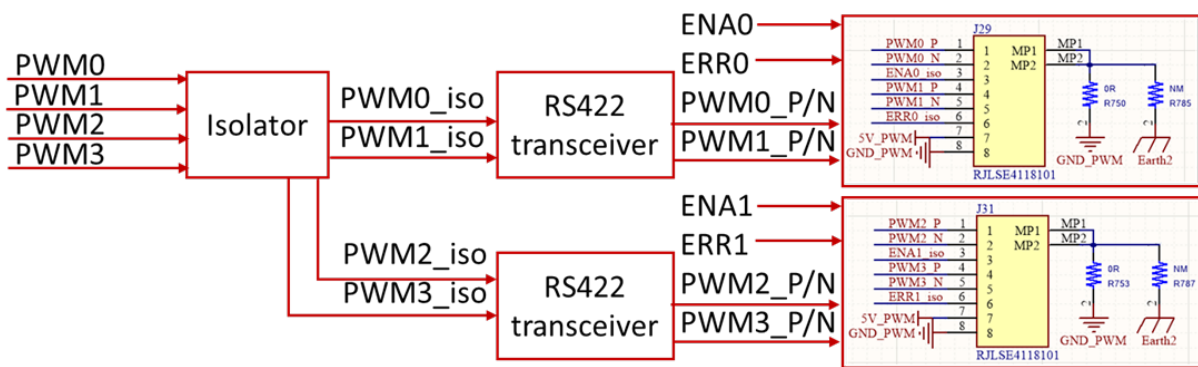 PWM0
PWM1
PWM2
PWM3
Isolator
PWM0_iso
PWM1_iso
RS422
transceiver
ENA0
ERR0
PWM0_P/N
PWM1_P/N
J29
PWM0_P 1 1 MP1 MP1
PWM0_N 2 2 MP2 MP2
ENA0_iso 3 3
PWM1_P 4 4
PWM1_N 5 5
ERR0_iso 6 6
5V_PWM 7 7
GND_PWM 8 8
RJLSE4118101
0R
R750
NM
R785
GND_PWM
Earth2
PWM2_iso
PWM3_iso
RS422
transceiver
ENA1
ERR1
PWM2_P/N
PWM3_P/N
J31
PWM2_P 1 1 MP1 MP1
PWM2_N 2 2 MP2 MP2
ENA1_iso 3 3
PWM3_P 4 4
PWM3_N 5 5
ERR1_iso 6 6
5V_PWM 7 7
GND_PWM 8 8
RJLSE4118101
0R
R753
NM
R787
GND_PWM
Earth2